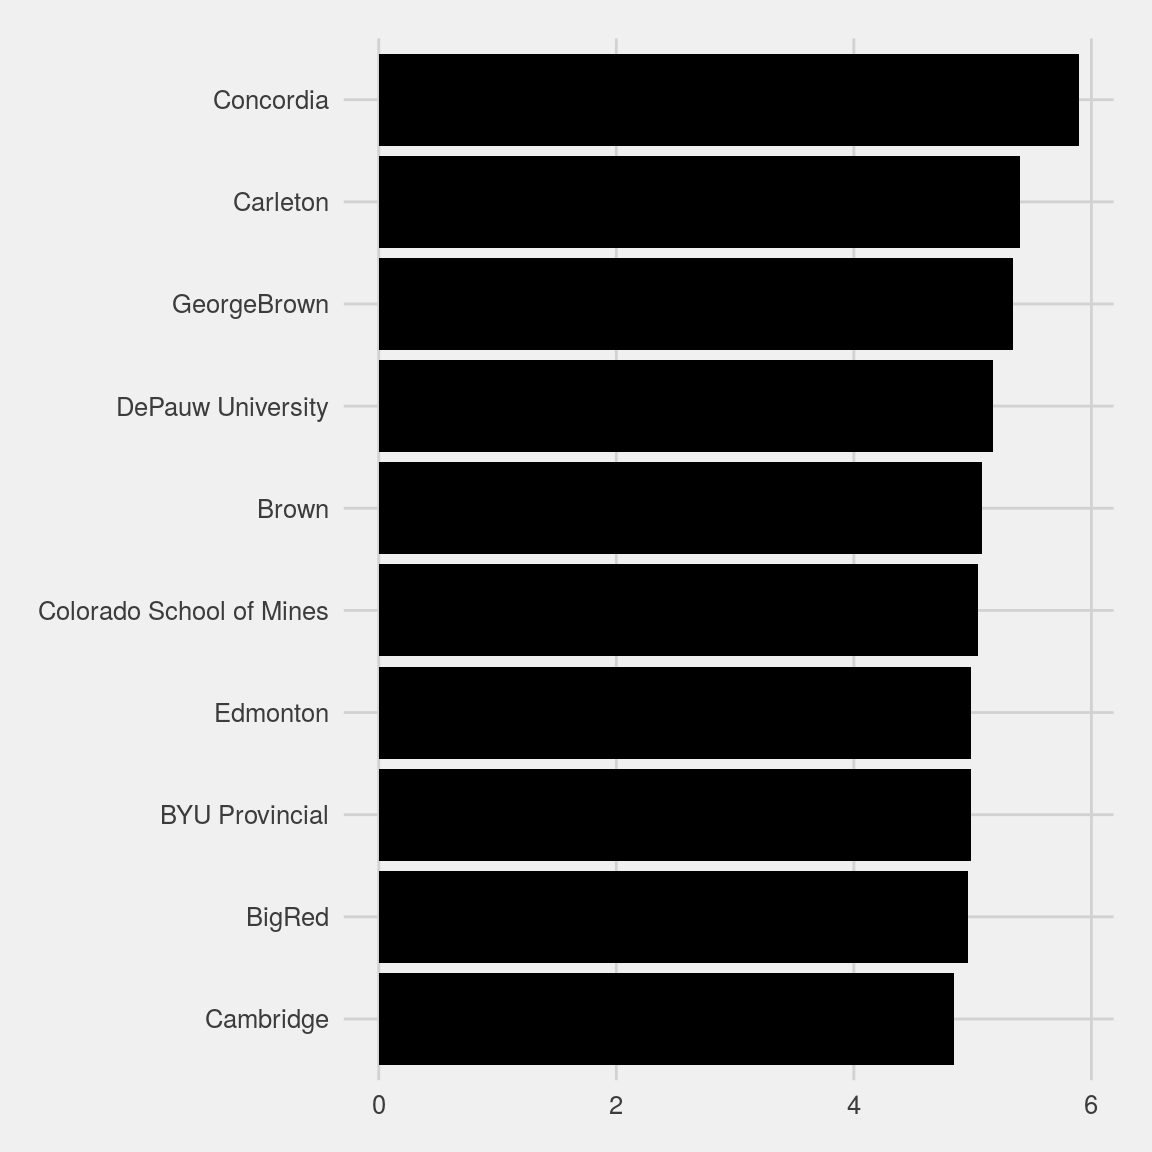 Concordia
Carleton
GeorgeBrown
DePauw University
Brown
Colorado School of Mines
Edmonton
BYU Provincial
BigRed
Cambridge
0 2 4 6